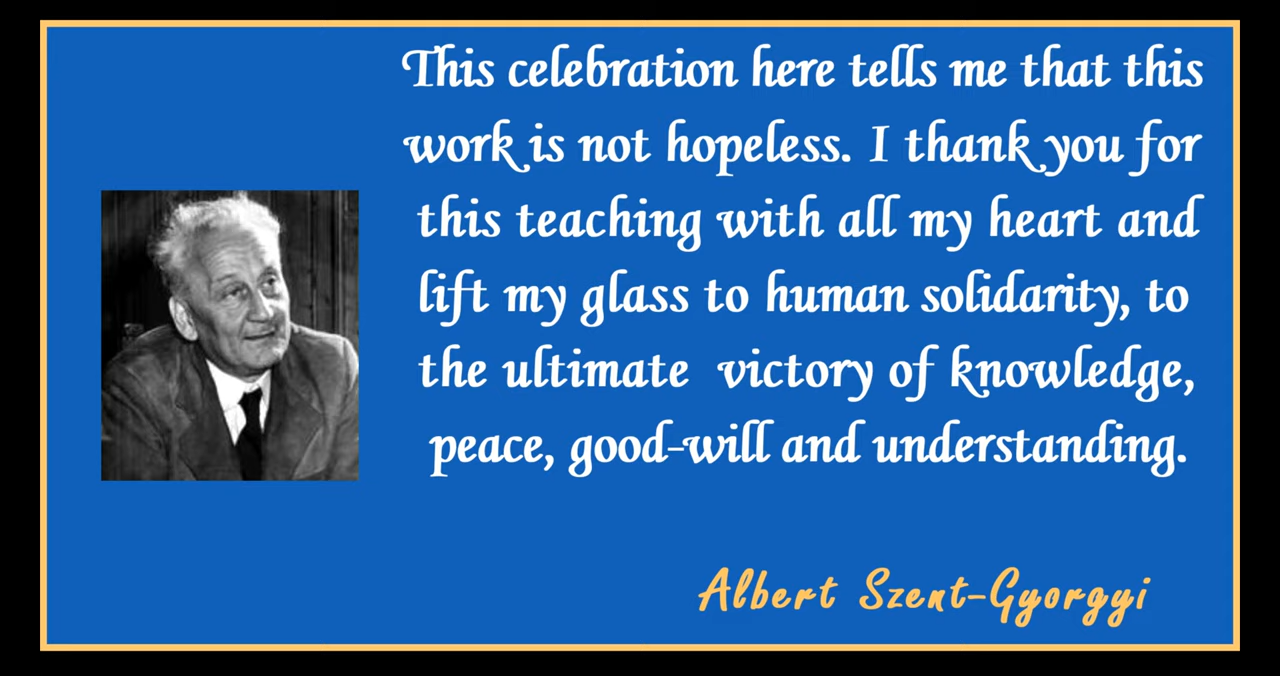 This celebration here tells me that this
work is not hopeless. I thank you for
this teaching with all my heart and
lift my glass to human solidarity, to
the ultimate victory of knowledge,
peace, good-will and understanding.
Albert Szent-Gyorgyi